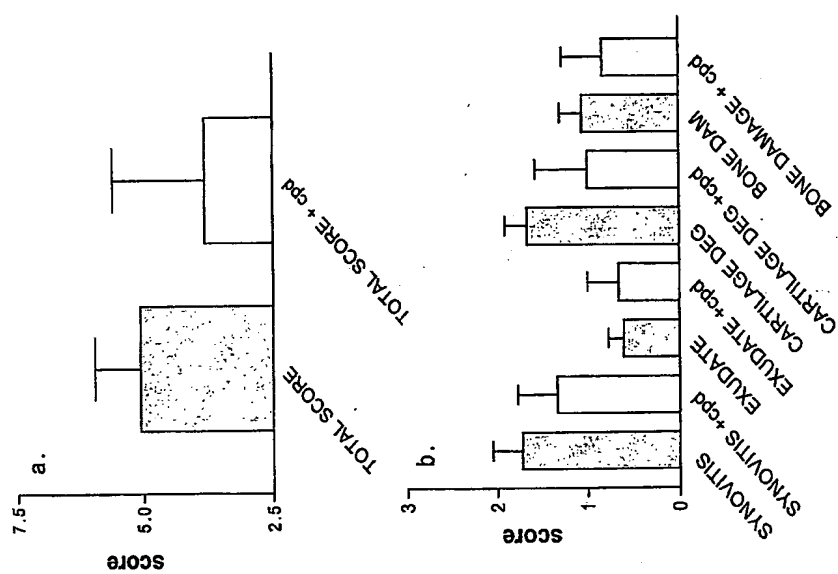 a.
score
7.5
5.0
2.5
TOTAL SCORE
TOTAL SCORE + cpd
b.
score
3
2
1
0
SYNOVITIS
SYNOVITIS + cpd
EXUDATE
EXUDATE + cpd
CARTILAGE DEG
CARTILAGE DEG + cpd
BONE DAM
BONE DAMAGE + cpd